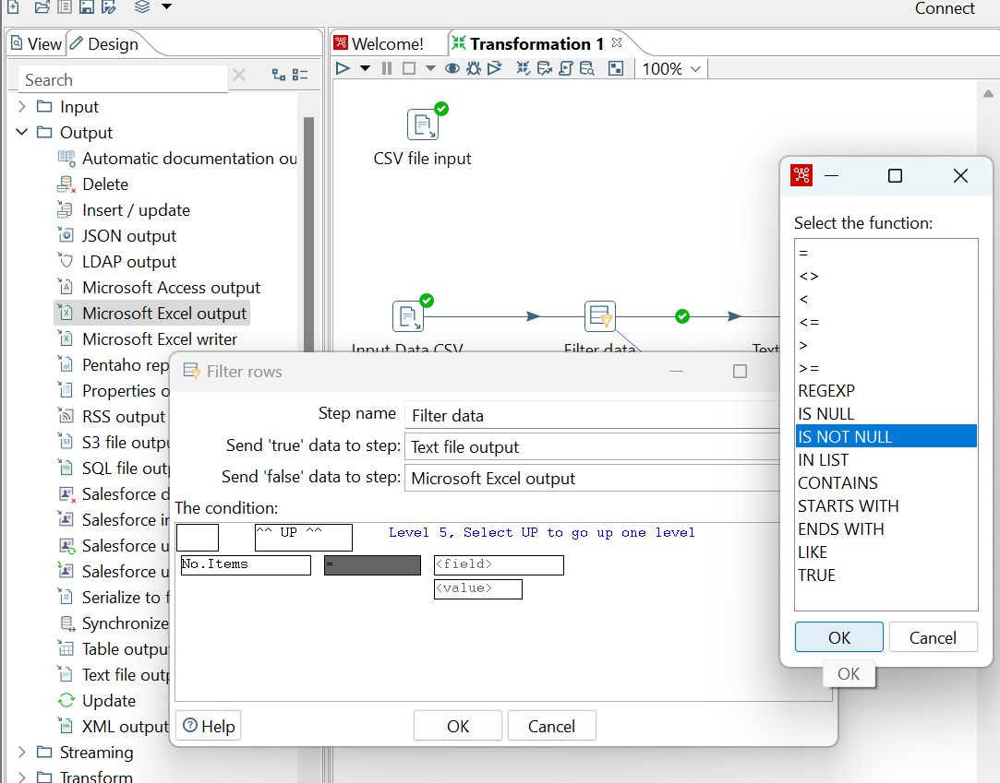 Connect
View
Design
Welcome!
Transformation 1
Search
100%
Input
Output
Automatic documentation ou
Delete
Insert / update
JSON output
LDAP output
Microsoft Access output
Microsoft Excel output
Microsoft Excel writer
Pentaho rep
Properties o
RSS output
S3 file outpu
SQL file outp
Salesforce d
Salesforce in
Salesforce u
Salesforce u
Serialize to f
Synchronize
Table output
Text file outp
Update
XML output
Streaming
Transform
CSV file input
Input Data CSV
Filter data
Text
Filter rows
Step name Filter data
Send 'true' data to step: Text file output
Send 'false' data to step: Microsoft Excel output
The condition:
^^ UP ^^
Level 5, Select UP to go up one level
No.Items = <field>
<value>
Help
OK
Cancel
Select the function:
=
<>
<
<=
>
>=
REGEXP
IS NULL
IS NOT NULL
IN LIST
CONTAINS
STARTS WITH
ENDS WITH
LIKE
TRUE
OK
Cancel
OK